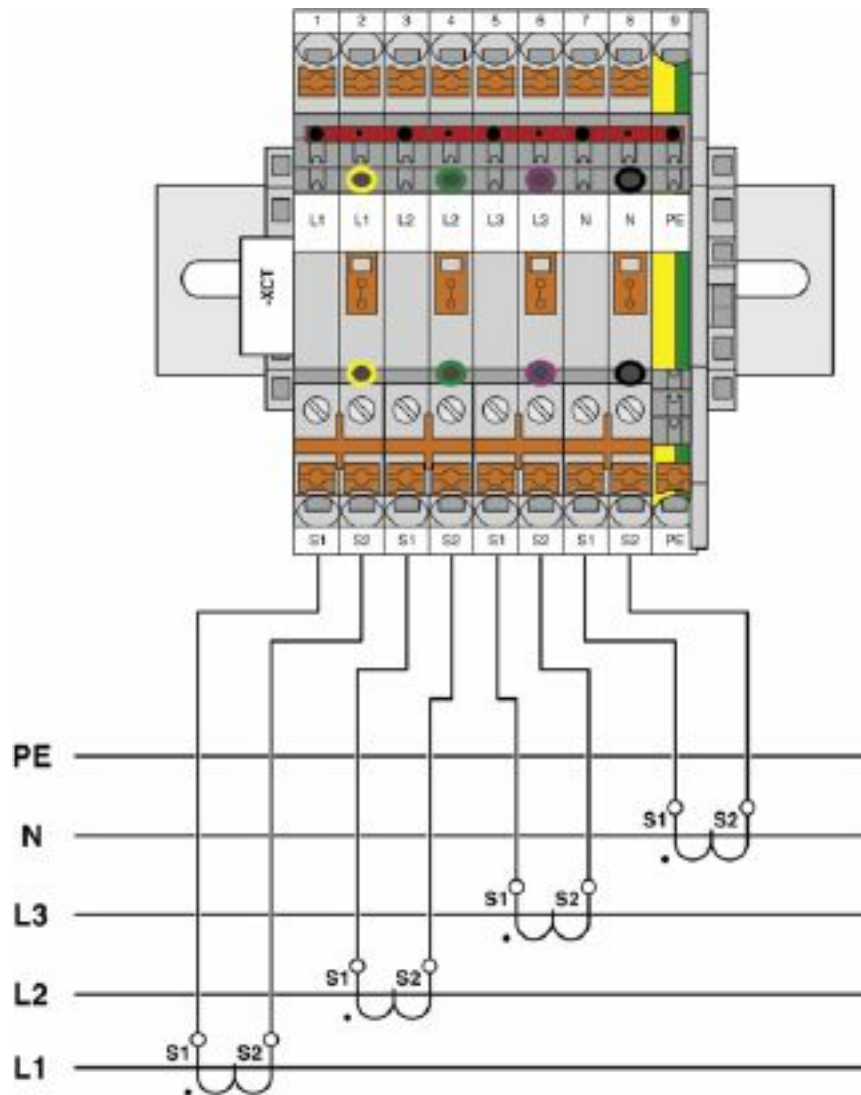 1 2 3 4 5 6 7 8 9
L1 L1 L2 L2 L3 L3 N N PE
-XCT
S1 S2 S1 S2 S1 S2 S1 S2 PE
PE
S1 S2
N
S1 S2
L3
S1 S2
L2
S1 S2
L1